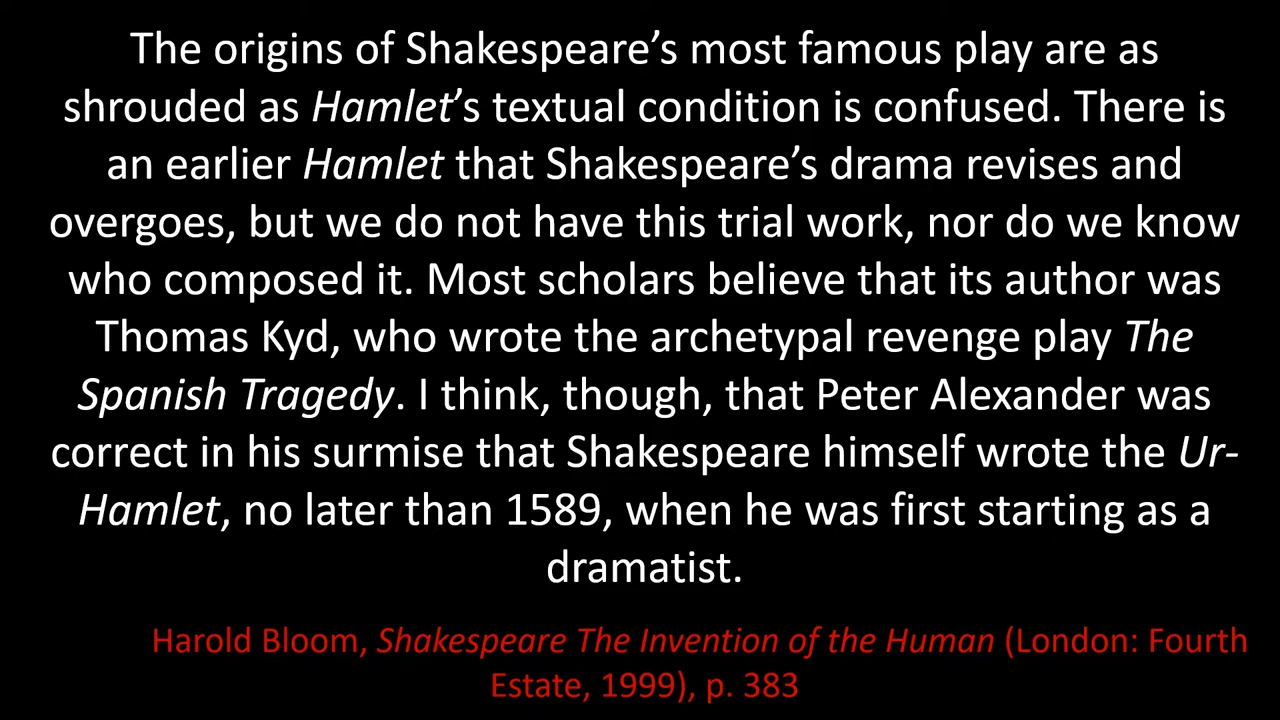 The origins of Shakespeare’s most famous play are as
shrouded as Hamlet’s textual condition is confused. There is
an earlier Hamlet that Shakespeare’s drama revises and
overgoes, but we do not have this trial work, nor do we know
who composed it. Most scholars believe that its author was
Thomas Kyd, who wrote the archetypal revenge play The
Spanish Tragedy. I think, though, that Peter Alexander was
correct in his surmise that Shakespeare himself wrote the Ur-
Hamlet, no later than 1589, when he was first starting as a
dramatist.
Harold Bloom, Shakespeare The Invention of the Human (London: Fourth
Estate, 1999), p. 383